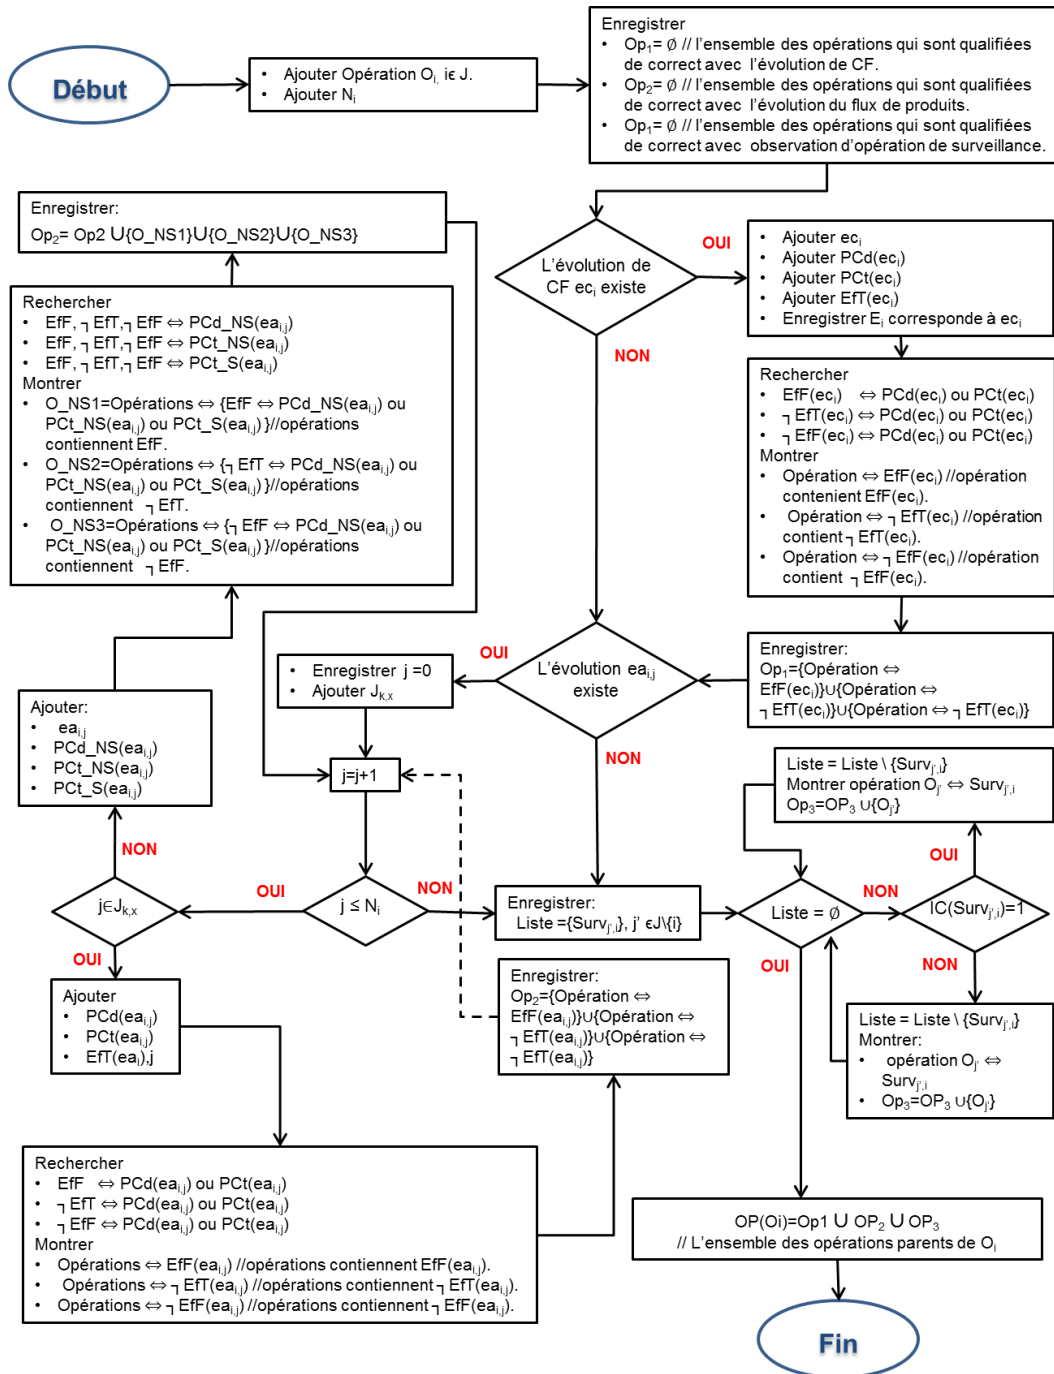 Début
• Ajouter Opération Oi, iϵ J.
• Ajouter Ni
Enregistrer
• Op1= ∅ // l'ensemble des opérations qui sont qualifiées
de correct avec l'évolution de CF.
• Op2= ∅ // l'ensemble des opérations qui sont qualifiées
de correct avec l'évolution du flux de produits.
• Op1= ∅ // l'ensemble des opérations qui sont qualifiées
de correct avec observation d'opération de surveillance.
Enregistrer:
Op2= Op2 ∪{O_NS1}∪{O_NS2}∪{O_NS3}
L'évolution de
CF eci existe
OUI
NON
• Ajouter eci
• Ajouter PCd(eci)
• Ajouter PCt(eci)
• Ajouter EfT(eci)
• Enregistrer Ei corresponde à eci
Rechercher
• EfF, ┐EfT,┐EfF ⇔ PCd_NS(eai,j)
• EfF, ┐EfT,┐EfF ⇔ PCt_NS(eai,j)
• EfF, ┐EfT,┐EfF ⇔ PCt_S(eai,j)
Montrer
• O_NS1=Opérations ⇔ {EfF ⇔ PCd_NS(eai,j) ou
PCt_NS(eai,j) ou PCt_S(eai,j) }//opérations
contiennent EfF.
• O_NS2=Opérations ⇔ {┐EfT ⇔ PCd_NS(eai,j) ou
PCt_NS(eai,j) ou PCt_S(eai,j) }//opérations
contiennent ┐EfT.
• O_NS3=Opérations ⇔ {┐EfF ⇔ PCd_NS(eai,j) ou
PCt_NS(eai,j) ou PCt_S(eai,j) }//opérations
contiennent ┐EfF.
Rechercher
• EfF(eci) ⇔ PCd(eci) ou PCt(eci)
• ┐EfT(eci) ⇔ PCd(eci) ou PCt(eci)
• ┐EfF(eci) ⇔ PCd(eci) ou PCt(eci)
Montrer
• Opération ⇔ EfF(eci) //opération
contenient EfF(eci).
• Opération ⇔ ┐EfT(eci) //opération
contient ┐EfT(eci).
• Opération ⇔ ┐EfF(eci) //opération
contient ┐EfF(eci).
Enregistrer:
Op1={Opération ⇔
EfF(eci)}∪{Opération ⇔
┐EfT(eci)}∪{Opération ⇔ ┐EfT(eci)}
L'évolution eai,j
existe
OUI
NON
• Enregistrer j =0
• Ajouter Jk,x
j=j+1
Ajouter:
• eai,j
• PCd_NS(eai,j)
• PCt_NS(eai,j)
• PCt_S(eai,j)
NON
j∈Jk,x
OUI
OUI
j ≤ Ni
NON
Enregistrer:
Liste ={Survj',i}, j' ϵJ\{i}
Liste = Liste \ {Survj',i}
Montrer opération Oj' ⇔ Survj',i
Op3=OP3 ∪{Oj'}
OUI
Liste = ∅
NON
IC(Survj',i)=1
OUI
NON
Liste = Liste \ {Survj',i}
Montrer:
• opération Oj' ⇔
Survj',i
• Op3=OP3 ∪{Oj'}
Ajouter
• PCd(eai,j)
• PCt(eai,j)
• EfT(eai),j
Enregistrer:
Op2={Opération ⇔
EfF(eai,j)}∪{Opération ⇔
┐EfT(eai,j)}∪{Opération ⇔
┐EfT(eai,j)}
Rechercher
• EfF ⇔ PCd(eai,j) ou PCt(eai,j)
• ┐EfT ⇔ PCd(eai,j) ou PCt(eai,j)
• ┐EfF ⇔ PCd(eai,j) ou PCt(eai,j)
Montrer
• Opérations ⇔ EfF(eai,j) //opérations contiennent EfF(eai,j).
• Opérations ⇔ ┐EfT(eai,j) //opérations contiennent ┐EfT(eai,j).
• Opérations ⇔ ┐EfF(eai,j) //opérations contiennent ┐EfF(eai,j).
OP(Oi)=Op1 ∪ OP2 ∪ OP3
// L'ensemble des opérations parents de Oi
Fin